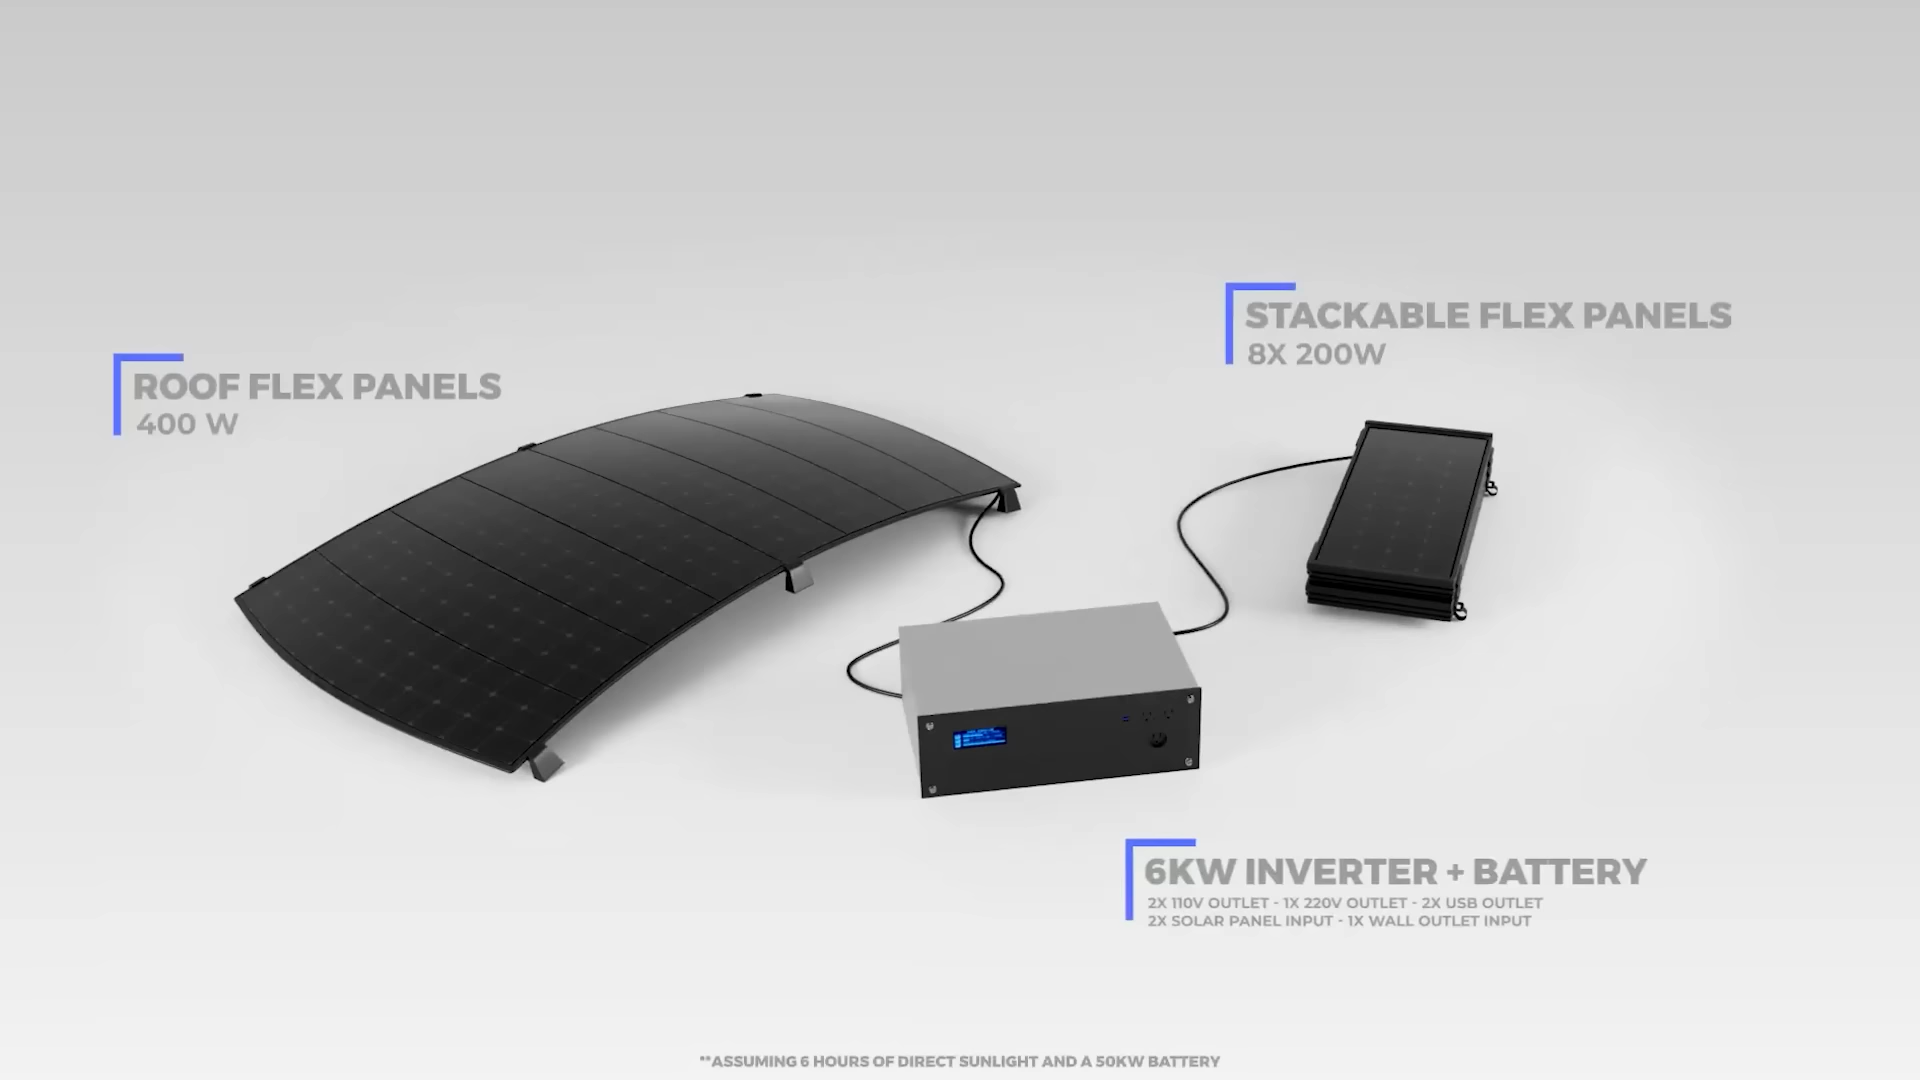 STACKABLE FLEX PANELS
8X 200W
ROOF FLEX PANELS
400 W
6KW INVERTER + BATTERY
2X 110V OUTLET - 1X 220V OUTLET - 2X USB OUTLET
2X SOLAR PANEL INPUT - 1X WALL OUTLET INPUT
**ASSUMING 6 HOURS OF DIRECT SUNLIGHT AND A 50KW BATTERY